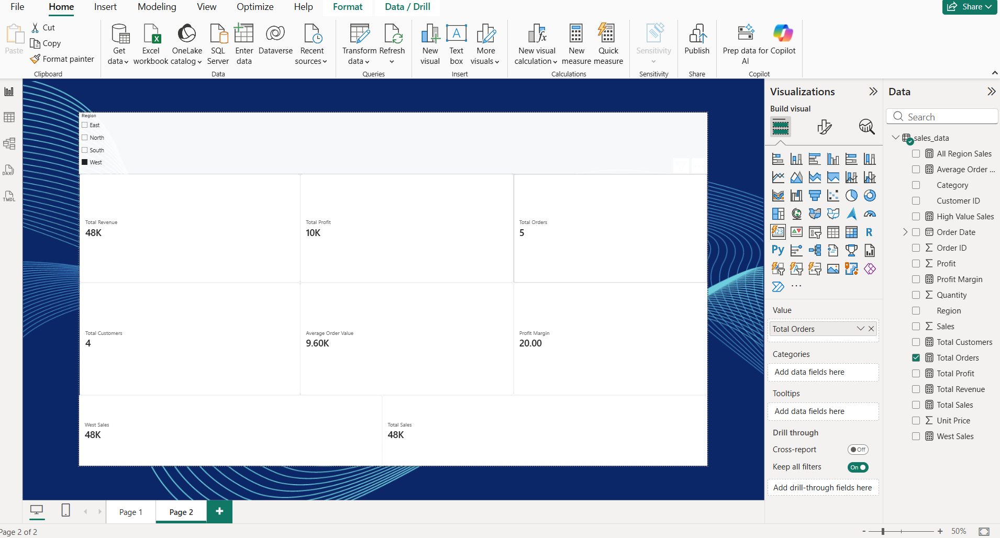 File Home Insert Modeling View Optimize Help Format Data / Drill Share
Paste
Cut
Copy
Format painter
Clipboard
Get data
Excel workbook
OneLake catalog
SQL Server
Enter data
Dataverse
Recent sources
Data
Transform data
Refresh
Queries
New visual
Text box
More visuals
Insert
New visual calculation
New measure
Quick measure
Calculations
Sensitivity
Sensitivity
Publish
Share
Prep data for AI
Copilot
Copilot
DAX
TMDL
Region
East
North
South
West
Total Revenue
48K
Total Profit
10K
Total Orders
5
Total Customers
4
Average Order Value
9.60K
Profit Margin
20.00
West Sales
48K
Total Sales
48K
Visualizations
Build visual
123
R
Py
Value
Total Orders
Categories
Add data fields here
Tooltips
Add data fields here
Drill through
Cross-report Off
Keep all filters On
Add drill-through fields here
Data
Search
sales_data
All Region Sales
Average Order ...
Category
Customer ID
High Value Sales
Order Date
Order ID
Profit
Profit Margin
Quantity
Region
Sales
Total Customers
Total Orders
Total Profit
Total Revenue
Total Sales
Unit Price
West Sales
Page 1
Page 2
Page 2 of 2
50%